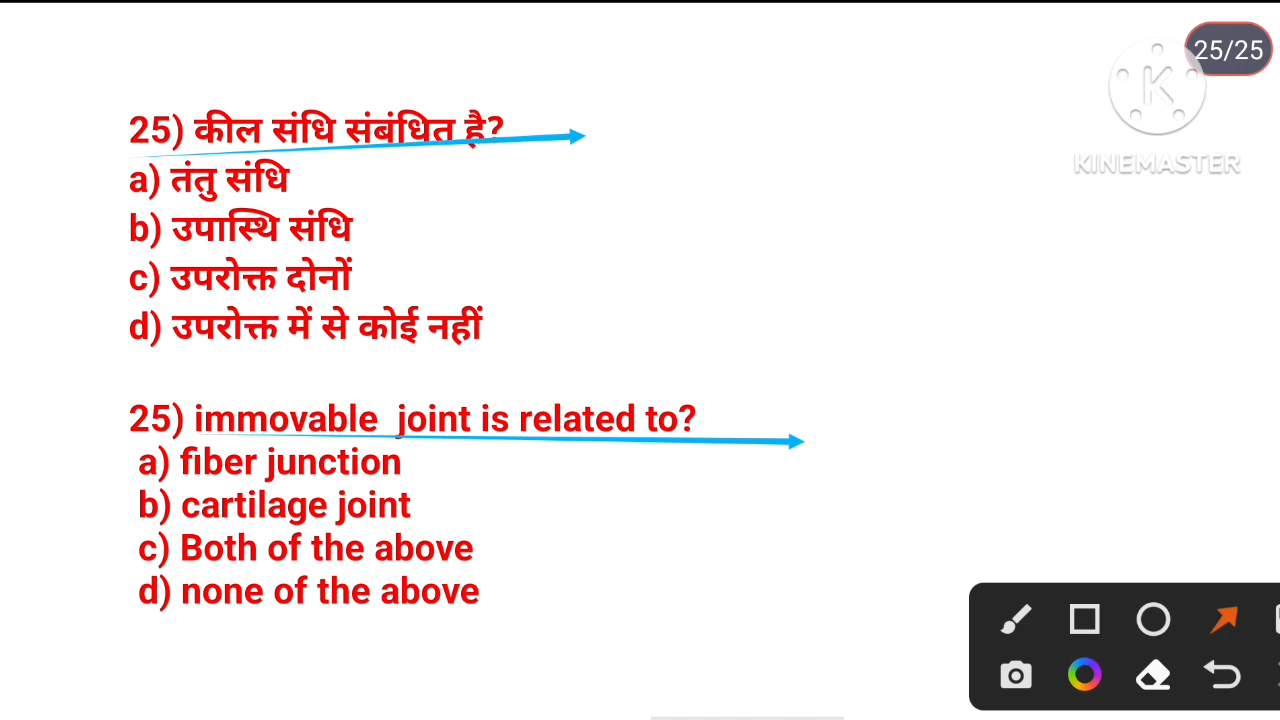 25/25
KINEMASTER
25) कील संधि संबंधित है?
a) तंतु संधि
b) उपास्थि संधि
c) उपरोक्त दोनों
d) उपरोक्त में से कोई नहीं
25) immovable joint is related to?
a) fiber junction
b) cartilage joint
c) Both of the above
d) none of the above